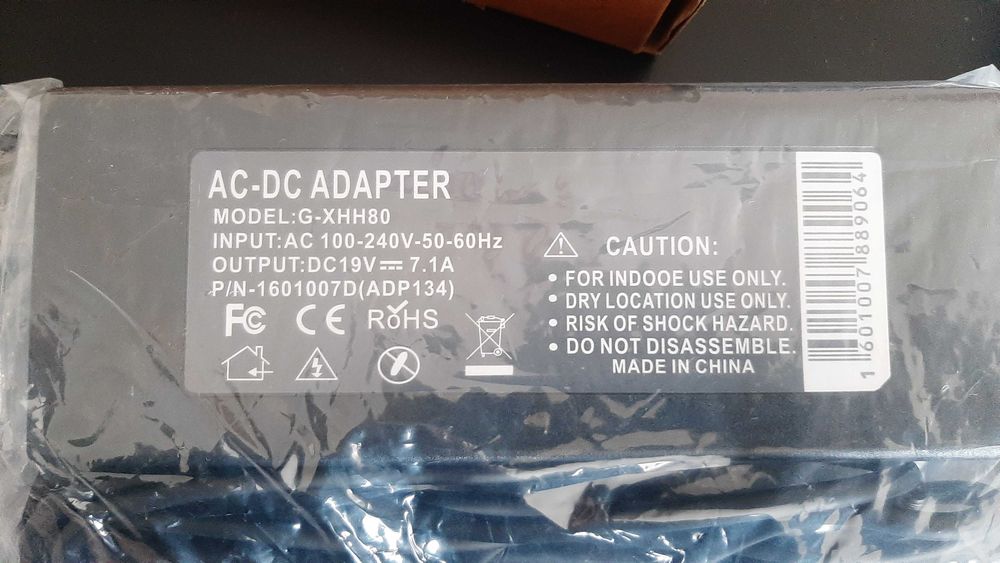 AC-DC ADAPTER
MODEL:G-XHH80
INPUT:AC 100-240V-50-60Hz
OUTPUT:DC19V⎓7.1A
P/N-1601007D(ADP134)
FC CE RoHS
CAUTION:
• FOR INDOOE USE ONLY.
• DRY LOCATION USE ONLY.
• RISK OF SHOCK HAZARD.
• DO NOT DISASSEMBLE.
MADE IN CHINA
1601007889064